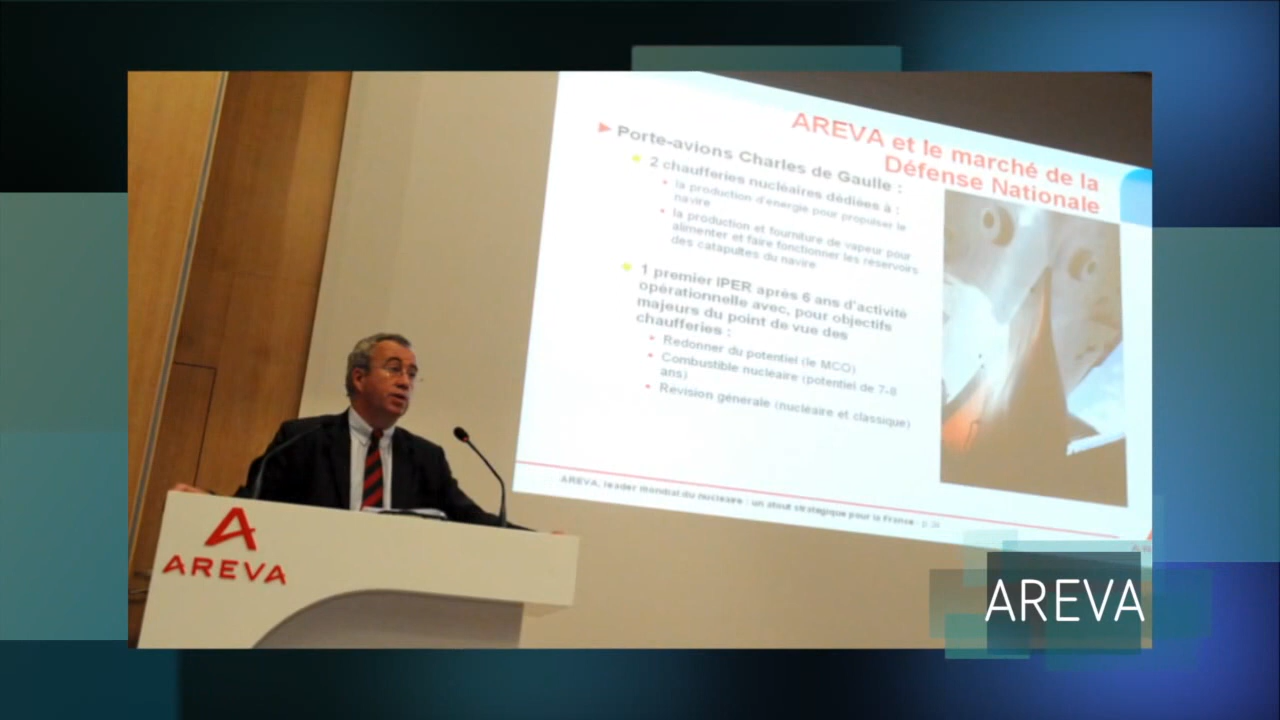 AREVA et le marché de la
Défense Nationale
Porte-avions Charles de Gaulle :
2 chaufferies nucléaires dédiées à :
la production d'énergie pour propulser le
navire
la production et fourniture de vapeur pour
alimenter et faire fonctionner les réservoirs
des catapultes du navire
1 premier IPER après 6 ans d'activité
opérationnelle avec, pour objectifs
majeurs du point de vue des
chaufferies :
Redonner du potentiel (le MCO)
Combustible nucléaire (potentiel de 7-8
ans)
Révision générale (nucléaire et classique)
AREVA, leader mondial du nucléaire : un atout stratégique pour la France
AREVA
AREVA